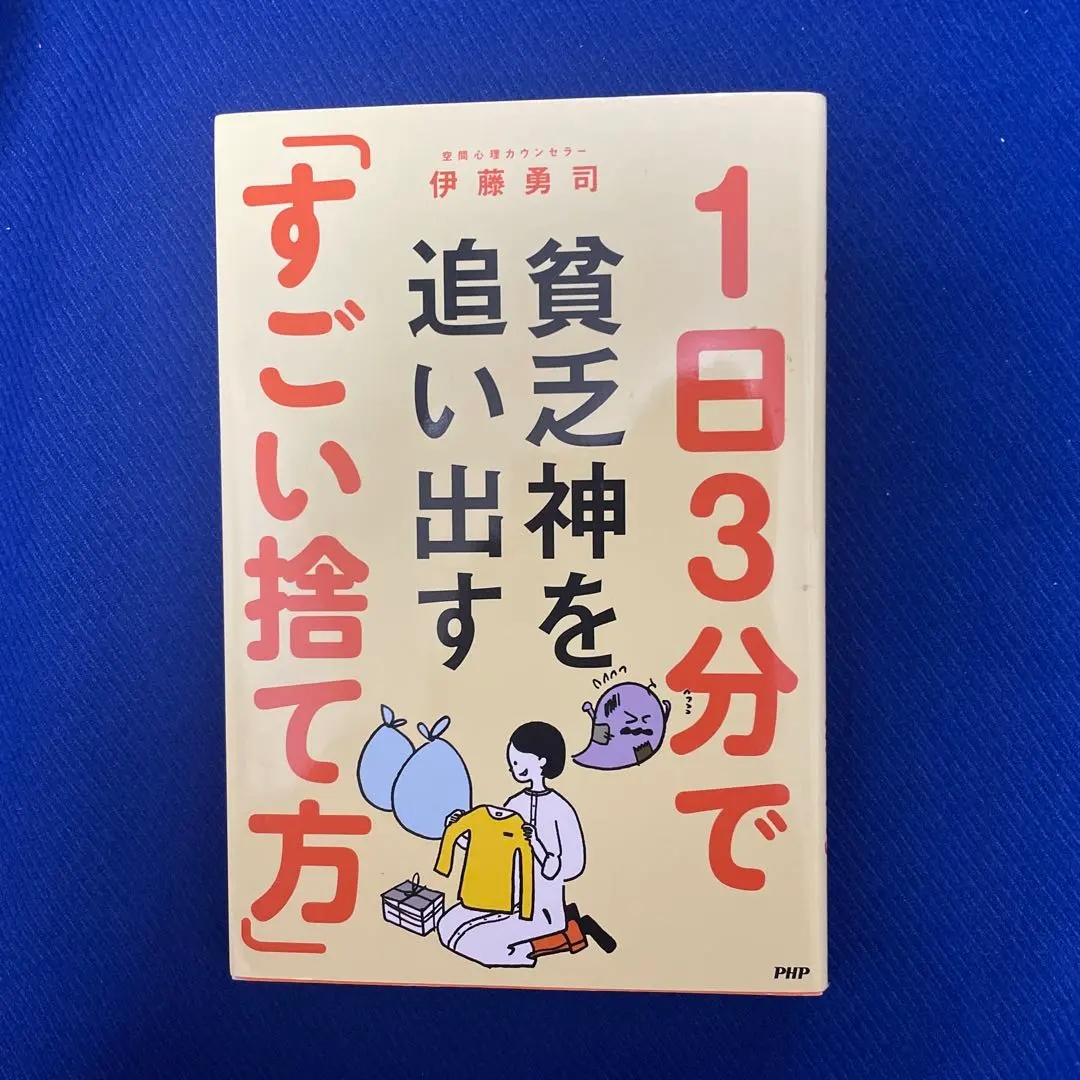 1日3分で
貧乏神を
追い出す
「すごい捨て方」
空間心理カウンセラー
伊藤勇司
PHP